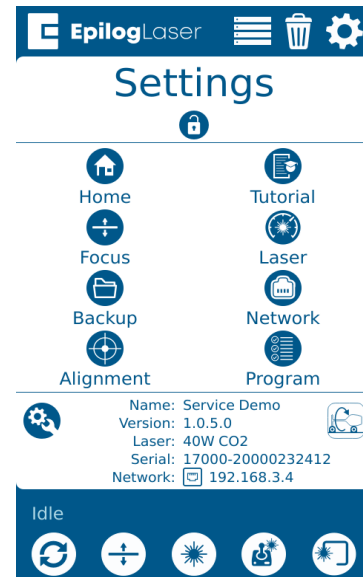 EpilogLaser
Settings
Home Tutorial
Focus Laser
Backup Network
Alignment Program
Name: Service Demo
Version: 1.0.5.0
Laser: 40W CO2
Serial: 17000-20000232412
Network: 192.168.3.4
Idle